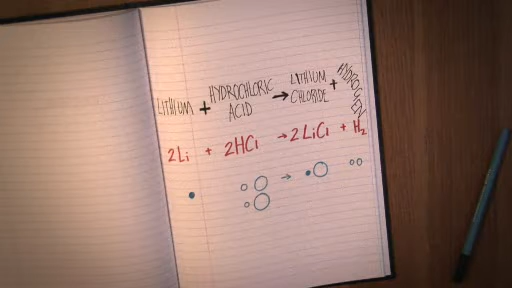 LITHIUM + HYDROCHLORIC ACID → LITHIUM CHLORIDE + HYDROGEN
2Li + 2HCl → 2LiCl + H₂